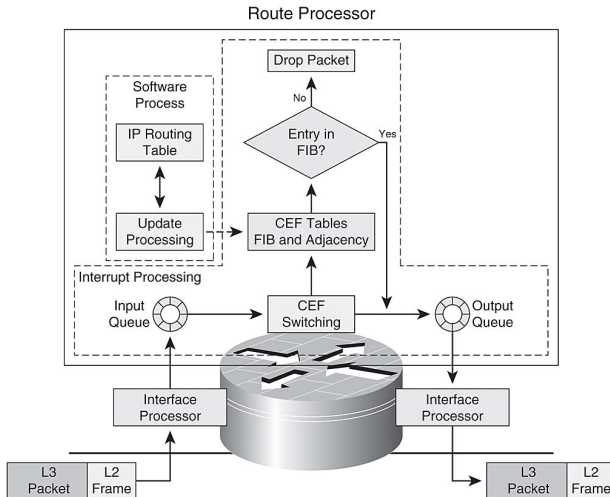 Route Processor
Drop Packet
No
Software
Process
IP Routing
Table
Entry in
FIB?
Yes
Update
Processing
CEF Tables
FIB and Adjacency
Interrupt Processing
Input
Queue
CEF
Switching
Output
Queue
Interface
Processor
Interface
Processor
L3
Packet
L2
Frame
L3
Packet
L2
Frame